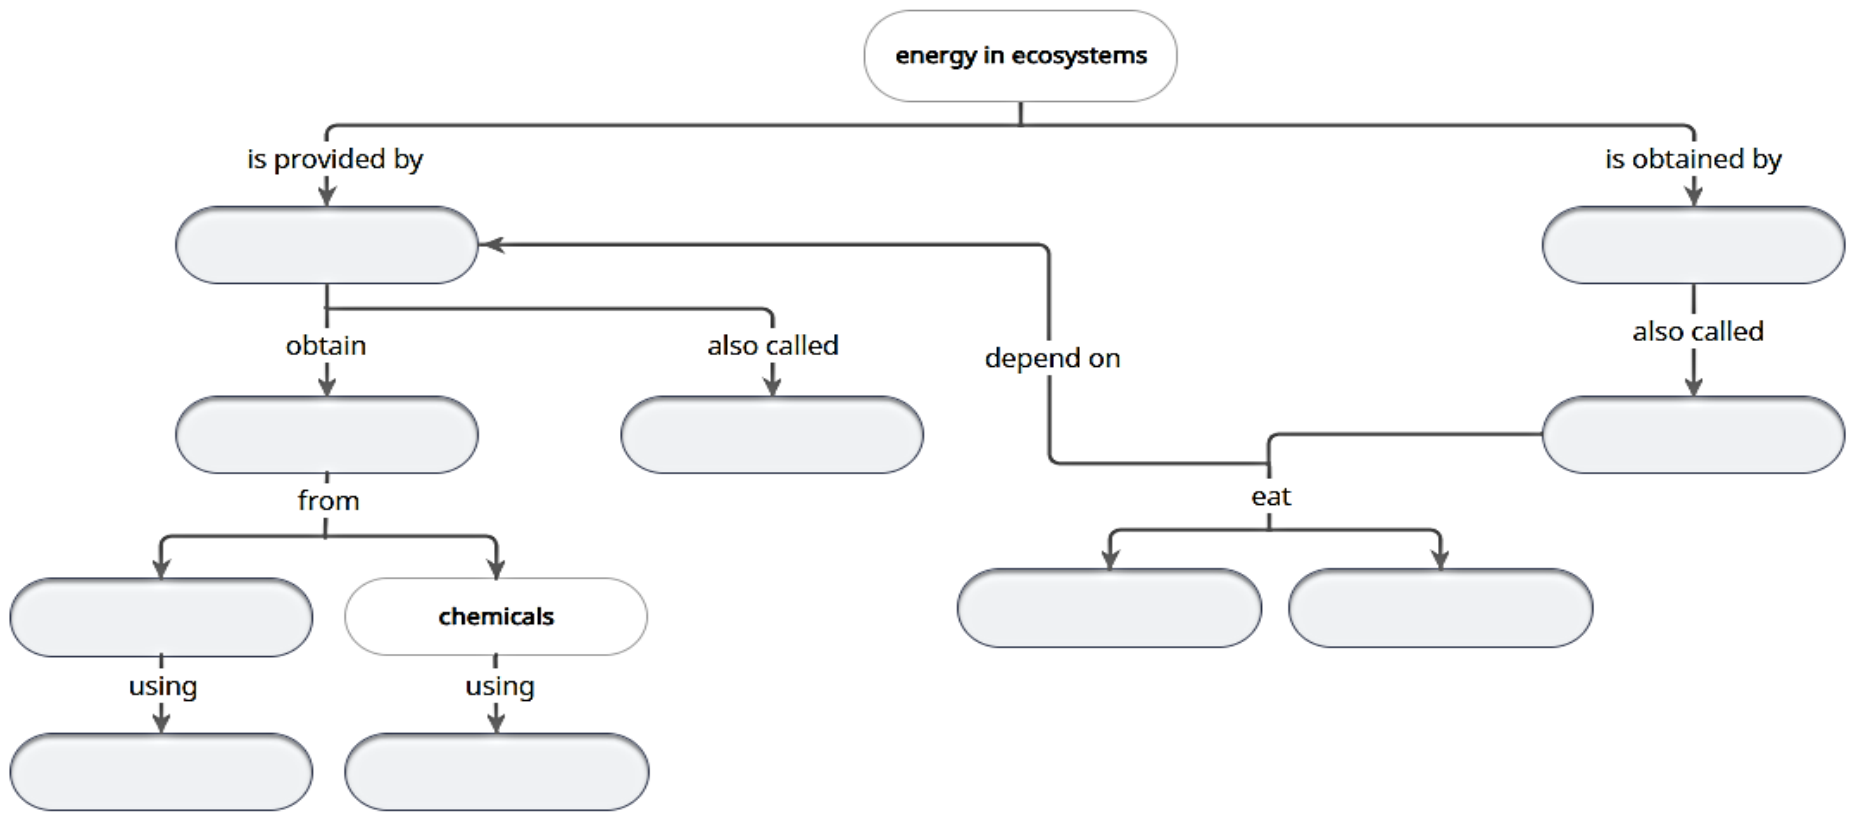 energy in ecosystems
is provided by
is obtained by
obtain
also called
depend on
also called
from
eat
chemicals
using
using